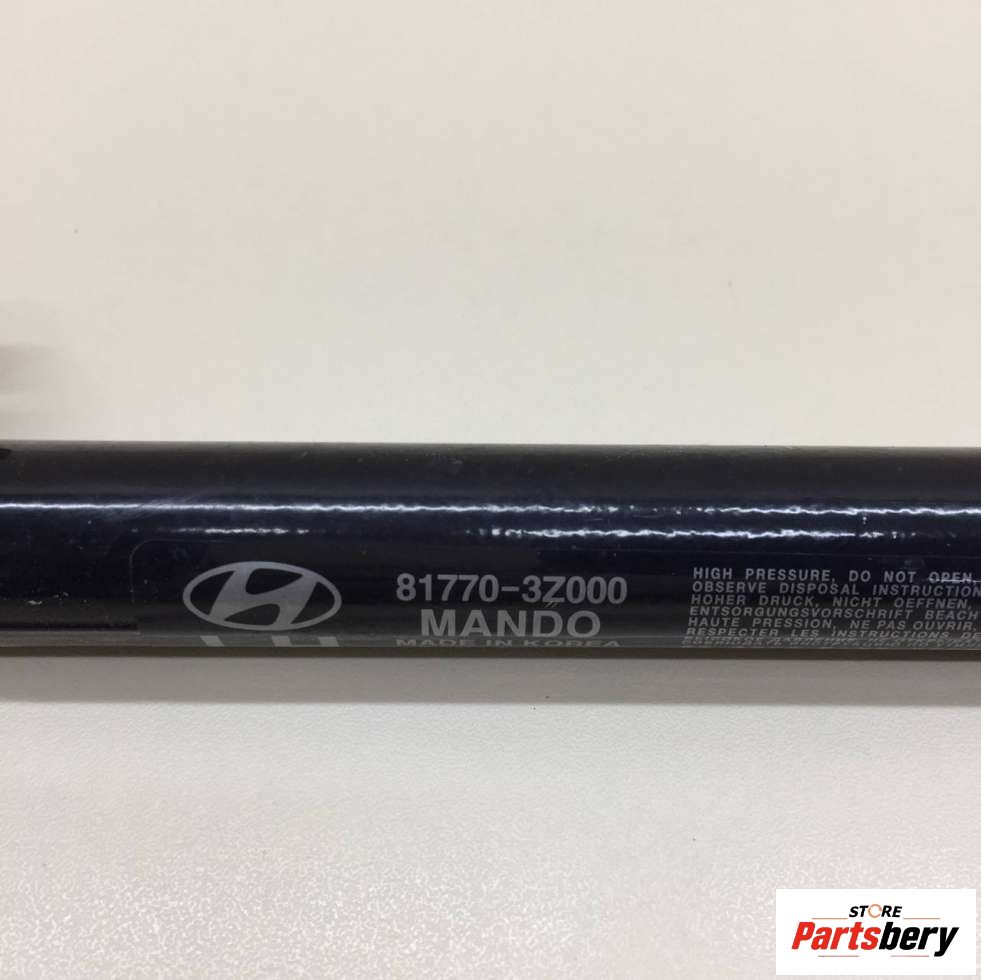 81770-3Z000
MANDO
MADE IN KOREA
HIGH PRESSURE, DO NOT OPEN,
OBSERVE DISPOSAL INSTRUCTION
HOHER DRUCK, NICHT OEFFNEN,
ENTSORGUNGSVORSCHRIFT BEACH
HAUTE PRESSION, NE PAS OUVRIR.
RESPECTER LES INSTRUCTIONS DE
STORE
Partsbery